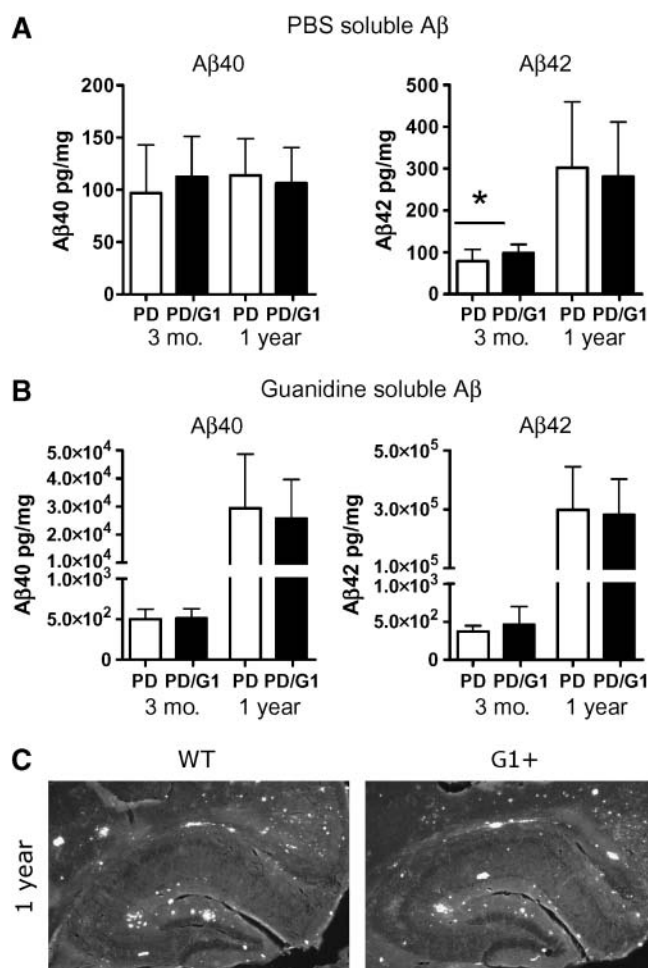 A
PBS soluble Aβ
Aβ40
Aβ40 pg/mg
200
150
100
50
0
PD PD/G1 PD PD/G1
3 mo. 1 year
Aβ42
Aβ42 pg/mg
500
400
300
200
100
0
*
PD PD/G1 PD PD/G1
3 mo. 1 year
B
Guanidine soluble Aβ
Aβ40
Aβ40 pg/mg
5.0×10⁴
4.0×10⁴
3.0×10⁴
2.0×10⁴
1.0×10⁴
1.0×10³
5.0×10²
0
PD PD/G1 PD PD/G1
3 mo. 1 year
Aβ42
Aβ42 pg/mg
5.0×10⁵
3.0×10⁵
1.0×10⁵
1.0×10³
5.0×10²
0
PD PD/G1 PD PD/G1
3 mo. 1 year
C
WT G1+
1 year